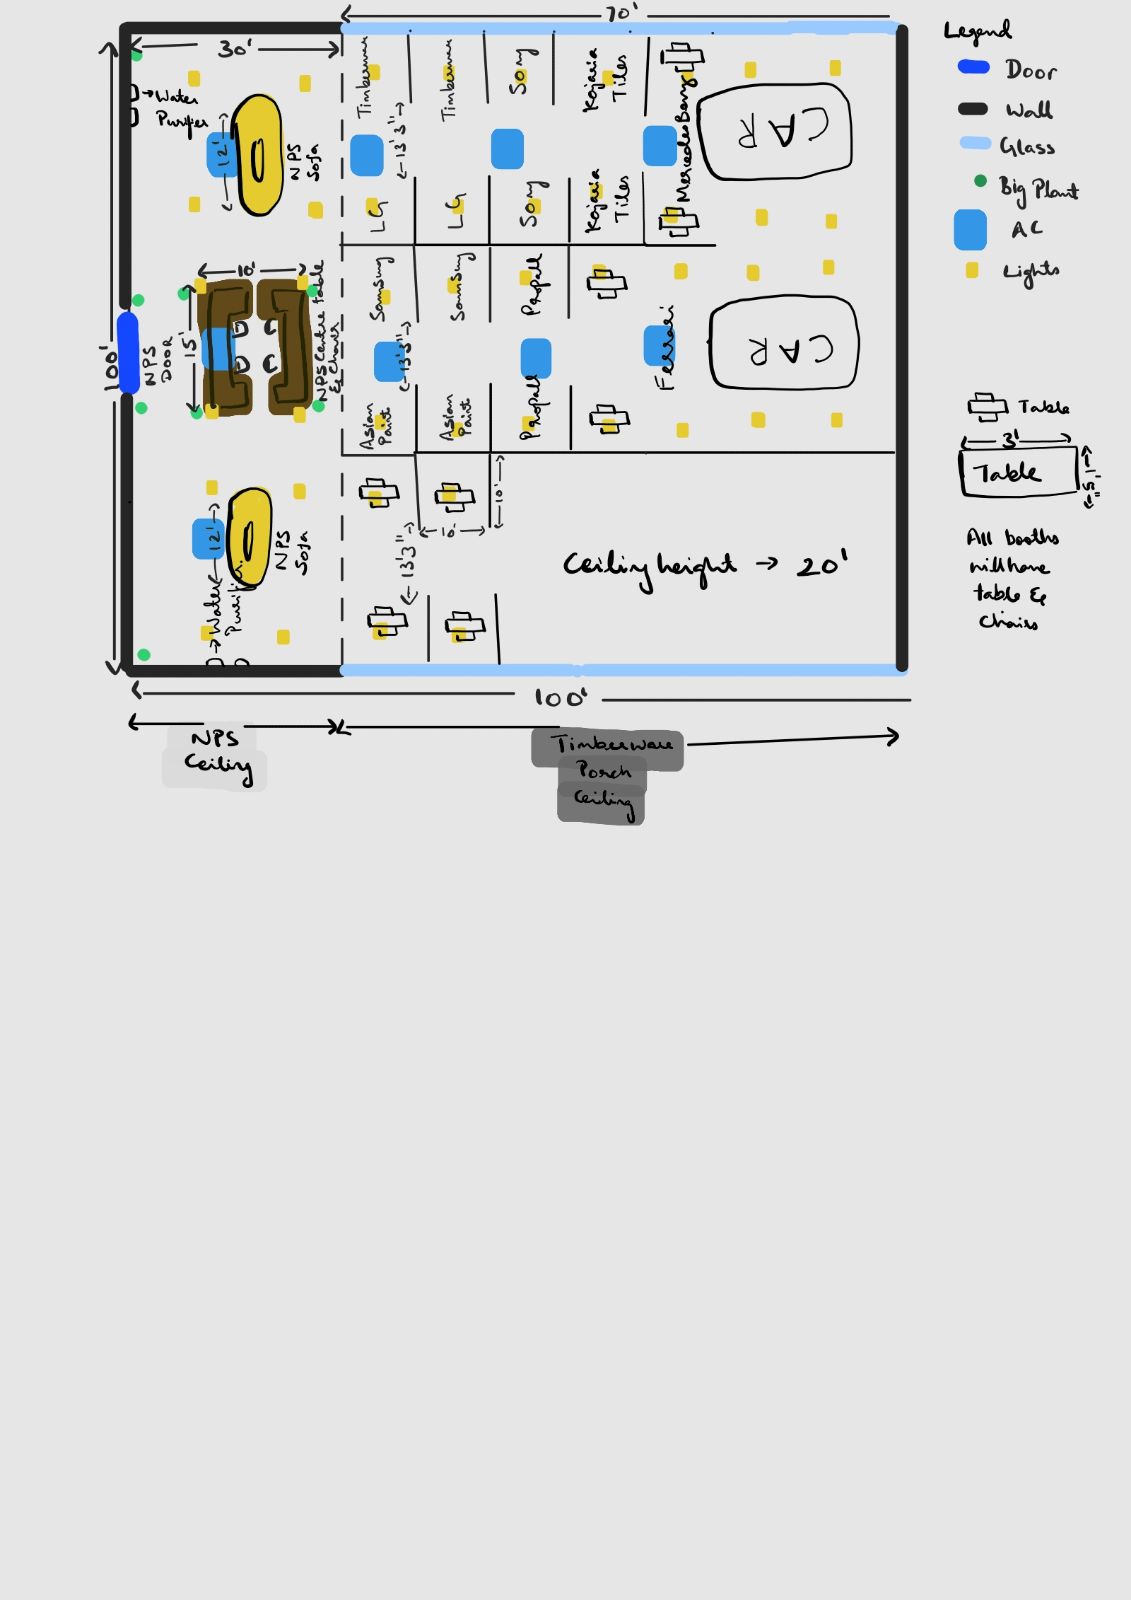 70'
30'
Legend
Door
Wall
Glass
Big Plant
AC
Lights
→ Water
Purifier
12'
NPS
Sofa
Timberware
Timberware
Sony
Kajaria
Tiles
Mercedes Benz
CAR
13'3"
LG
LG
Sony
Kajaria
Tiles
10'
15'
NPS Centre Table
& Chairs
NPS
DOOR
100'
Samsung
Samsung
Ferrari
CAR
13'3"
Asian
Paint
Asian
Paint
Table
3'
Table
1.5'
10'
10'
13'3"
12'
NPS
Sofa
→ Water
Purifier.
Ceiling height → 20'
All booths
will have
table &
chairs
100'
NPS
Ceiling
Timberware
Porch
Ceiling